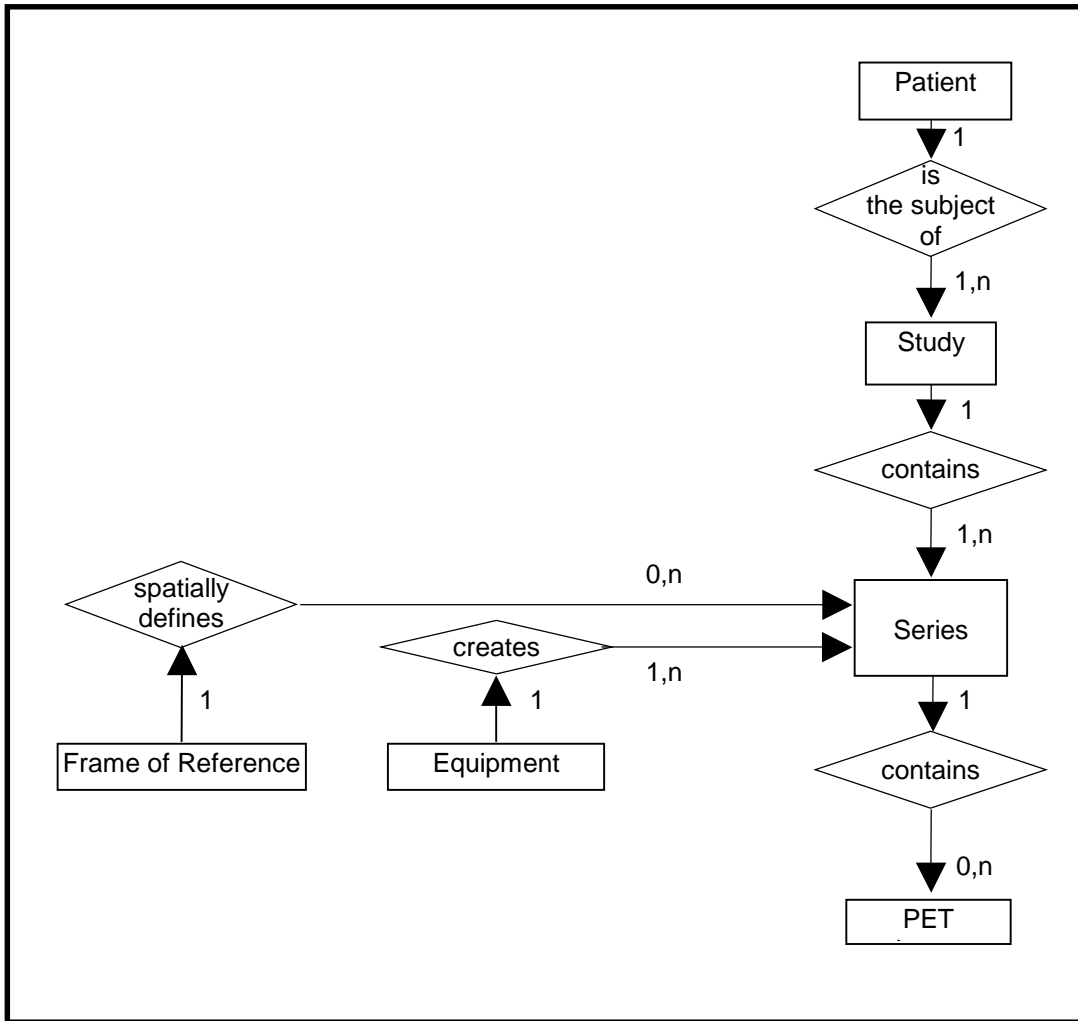 Patient
1
is
the subject
of
1,n
Study
1
contains
1,n
spatially
defines
0,n
Series
creates
1,n
1
1
1
Frame of Reference
Equipment
contains
0,n
PET